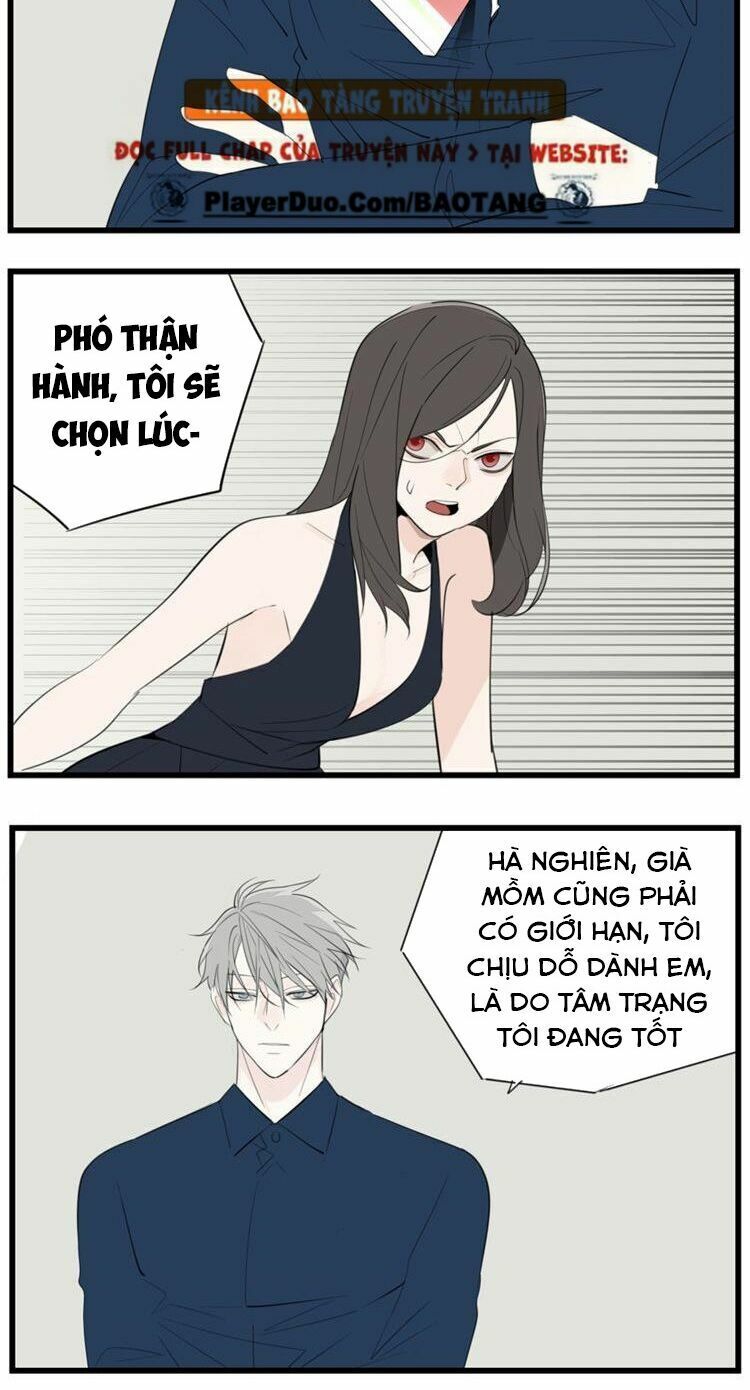 KÊNH BẢO TÀNG TRUYỆN TRANH
ĐỌC FULL CHAP CỦA TRUYỆN NÀY > TẠI WEBSITE:
PlayerDuo.Com/BAOTANG
PHÓ THẬN
HÀNH, TÔI SẼ
CHỌN LÚC-
HÀ NGHIÊN, GIÀ
MỒM CŨNG PHẢI
CÓ GIỚI HẠN, TÔI
CHỊU DỖ DÀNH EM,
LÀ DO TÂM TRẠNG
TÔI ĐANG TỐT